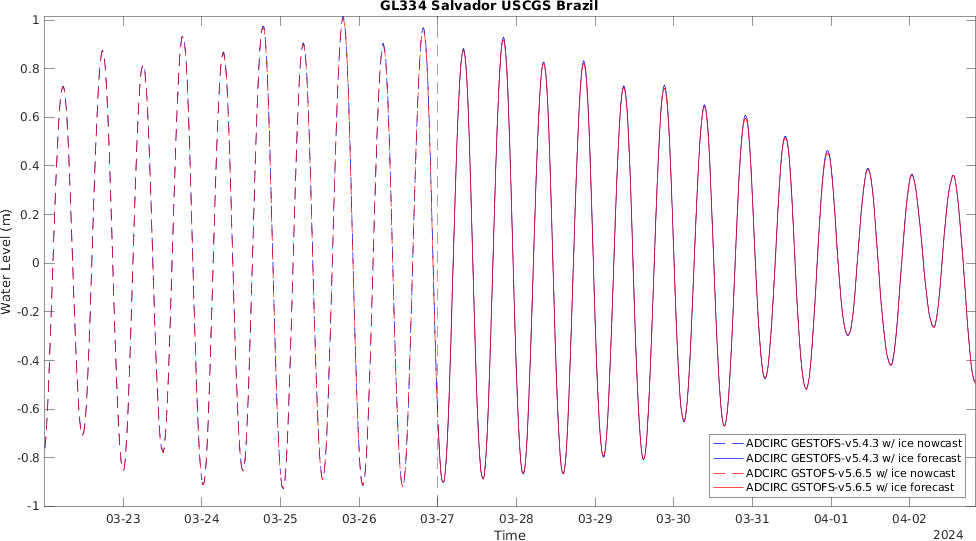 GL334 Salvador USCGS Brazil
1
0.8
0.6
0.4
0.2
0
-0.2
-0.4
-0.6
-0.8
-1
Water Level (m)
ADCIRC GESTOFS-v5.4.3 w/ ice nowcast
ADCIRC GESTOFS-v5.4.3 w/ ice forecast
ADCIRC GSTOFS-v5.6.5 w/ ice nowcast
ADCIRC GSTOFS-v5.6.5 w/ ice forecast
03-23 03-24 03-25 03-26 03-27 03-28 03-29 03-30 03-31 04-01 04-02
Time
2024